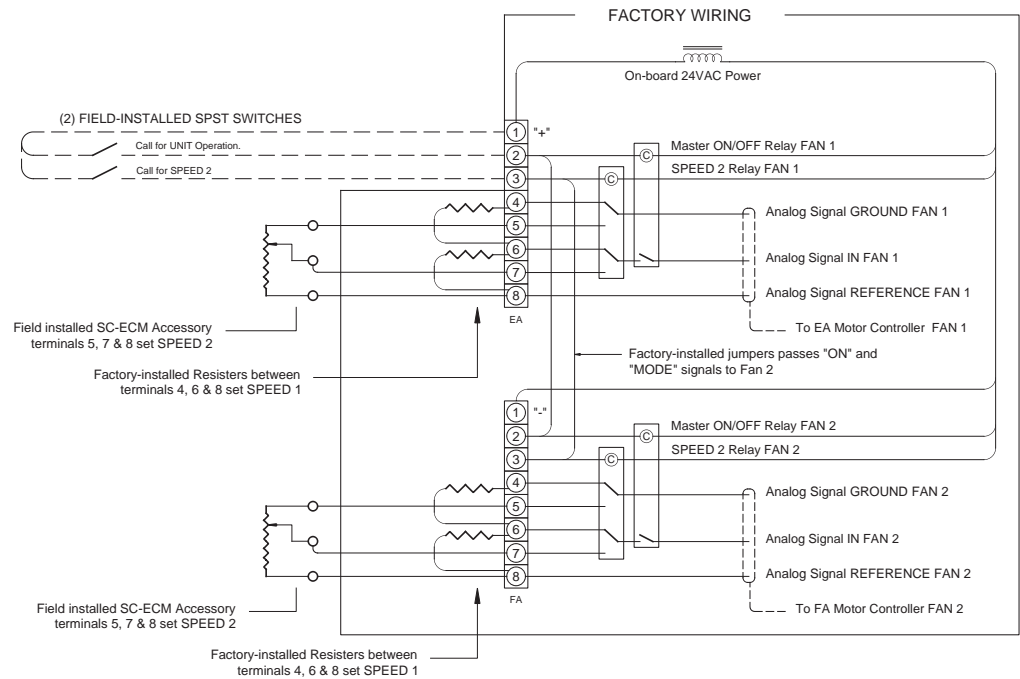 FACTORY WIRING
On-board 24VAC Power
(2) FIELD-INSTALLED SPST SWITCHES
Call for UNIT Operation.
Call for SPEED 2
1 "+"
2
3
4
5
6
7
8
EA
C
C
Master ON/OFF Relay FAN 1
SPEED 2 Relay FAN 1
Analog Signal GROUND FAN 1
Analog Signal IN FAN 1
Analog Signal REFERENCE FAN 1
To EA Motor Controller FAN 1
Field installed SC-ECM Accessory
terminals 5, 7 & 8 set SPEED 2
Factory-installed Resisters between
terminals 4, 6 & 8 set SPEED 1
Factory-installed jumpers passes "ON" and
"MODE" signals to Fan 2
1 "-"
2
3
4
5
6
7
8
FA
C
C
Master ON/OFF Relay FAN 2
SPEED 2 Relay FAN 2
Analog Signal GROUND FAN 2
Analog Signal IN FAN 2
Analog Signal REFERENCE FAN 2
To FA Motor Controller FAN 2
Field installed SC-ECM Accessory
terminals 5, 7 & 8 set SPEED 2
Factory-installed Resisters between
terminals 4, 6 & 8 set SPEED 1